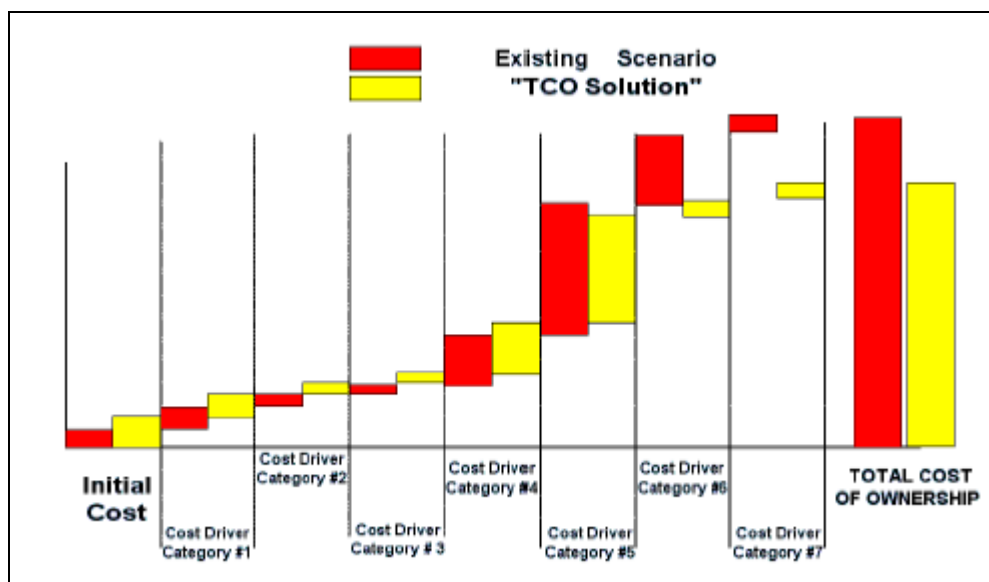 Existing Scenario
"TCO Solution"
Initial
Cost
Cost Driver
Category #1
Cost Driver
Category #2
Cost Driver
Category # 3
Cost Driver
Category #4
Cost Driver
Category #5
Cost Driver
Category #6
Cost Driver
Category #7
TOTAL COST
OF OWNERSHIP